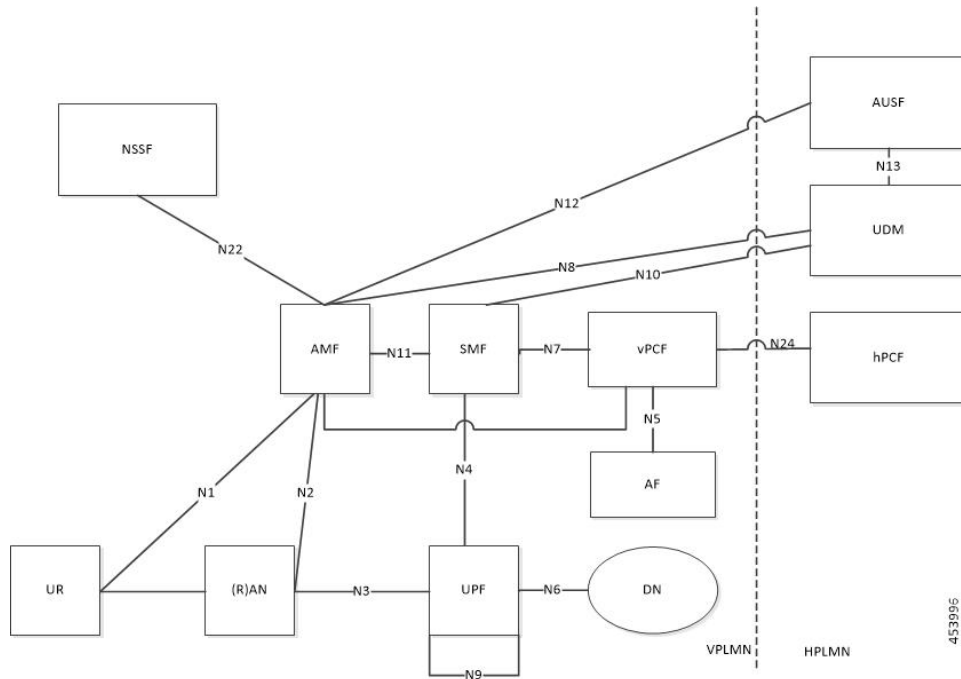 AUSF
NSSF
N13
N12
UDM
N22
N8
N10
AMF
N11
SMF
N7
vPCF
N24
hPCF
N5
N4
AF
N1
N2
UR
(R)AN
N3
UPF
N6
DN
453996
VPLMN
HPLMN
N9